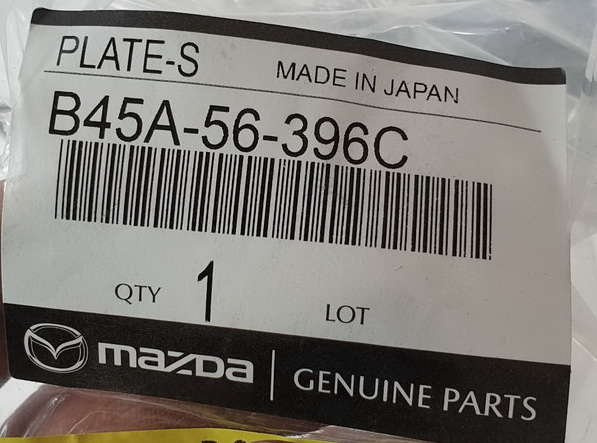 PLATE-S MADE IN JAPAN
B45A-56-396C
QTY 1 LOT
mazda | GENUINE PARTS